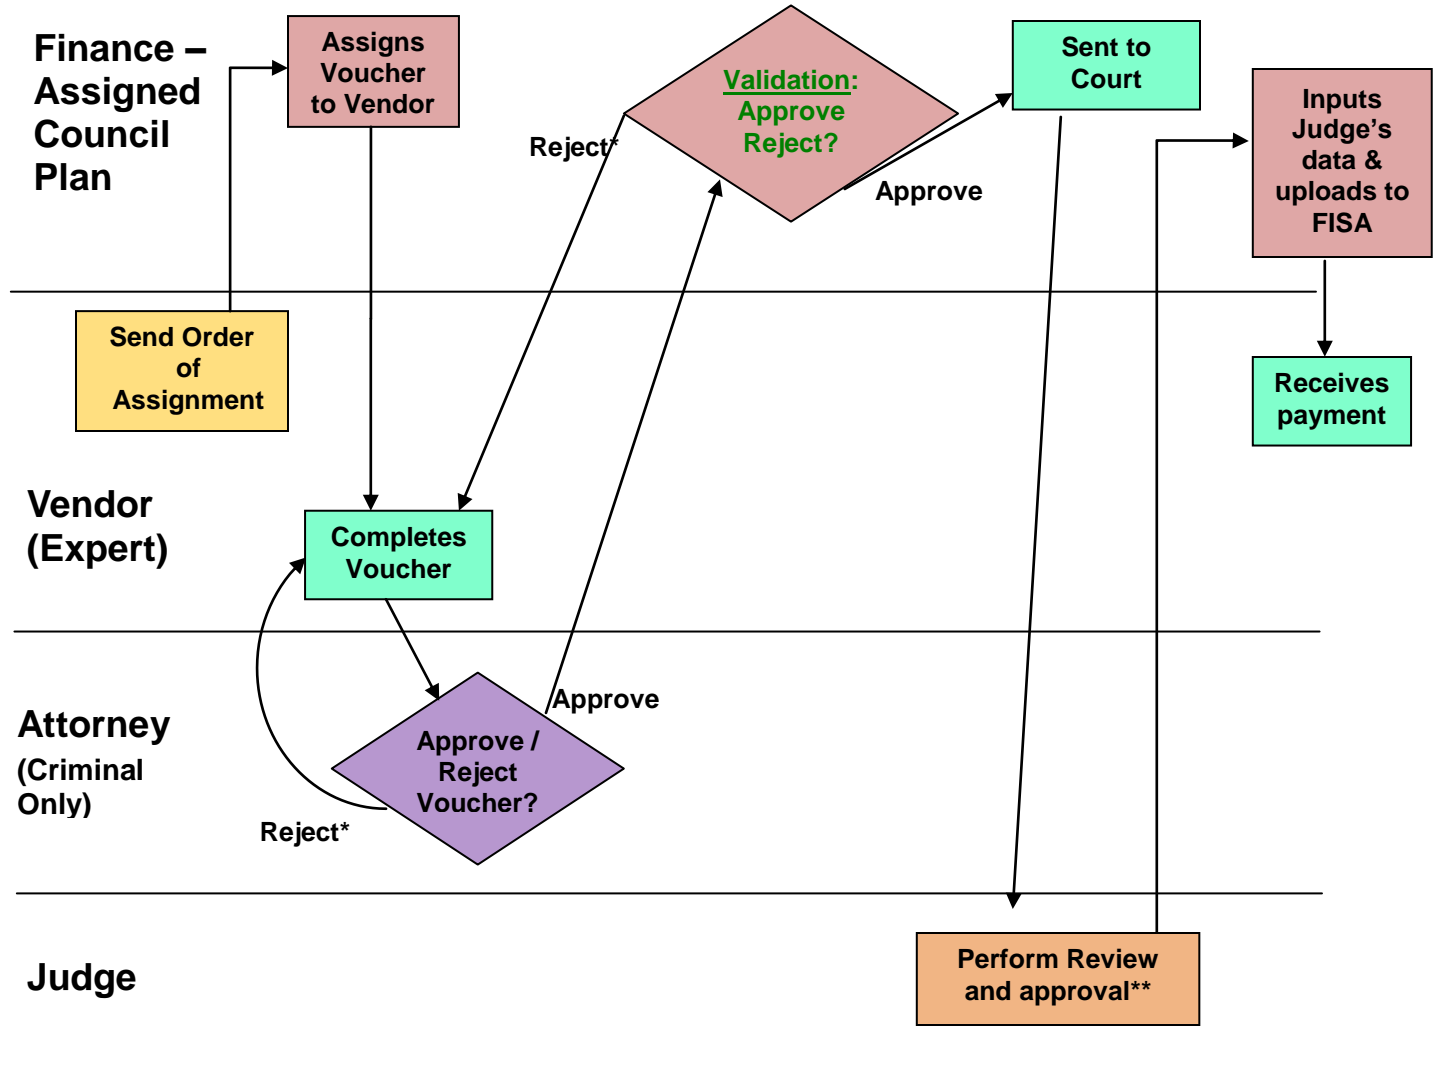 Finance –
Assigned
Council
Plan
Assigns
Voucher
to Vendor
Validation:
Approve
Reject?
Reject*
Approve
Sent to
Court
Inputs
Judge’s
data &
uploads to
FISA
Send Order
of
Assignment
Receives
payment
Vendor
(Expert)
Completes
Voucher
Attorney
(Criminal
Only)
Approve /
Reject
Voucher?
Approve
Reject*
Judge
Perform Review
and approval**